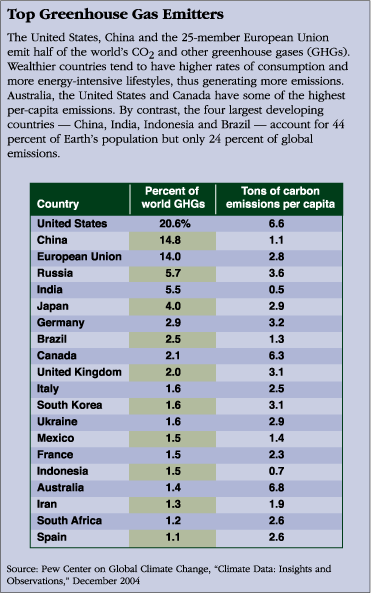 Top Greenhouse Gas Emitters
The United States, China and the 25-member European Union
emit half of the world's CO2 and other greenhouse gases (GHGs).
Wealthier countries tend to have higher rates of consumption and
more energy-intensive lifestyles, thus generating more emissions.
Australia, the United States and Canada have some of the highest
per-capita emissions. By contrast, the four largest developing
countries — China, India, Indonesia and Brazil — account for 44
percent of Earth's population but only 24 percent of global
emissions.
Country Percent of world GHGs Tons of carbon emissions per capita
United States 20.6% 6.6
China 14.8 1.1
European Union 14.0 2.8
Russia 5.7 3.6
India 5.5 0.5
Japan 4.0 2.9
Germany 2.9 3.2
Brazil 2.5 1.3
Canada 2.1 6.3
United Kingdom 2.0 3.1
Italy 1.6 2.5
South Korea 1.6 3.1
Ukraine 1.6 2.9
Mexico 1.5 1.4
France 1.5 2.3
Indonesia 1.5 0.7
Australia 1.4 6.8
Iran 1.3 1.9
South Africa 1.2 2.6
Spain 1.1 2.6
Source: Pew Center on Global Climate Change, "Climate Data: Insights and
Observations," December 2004